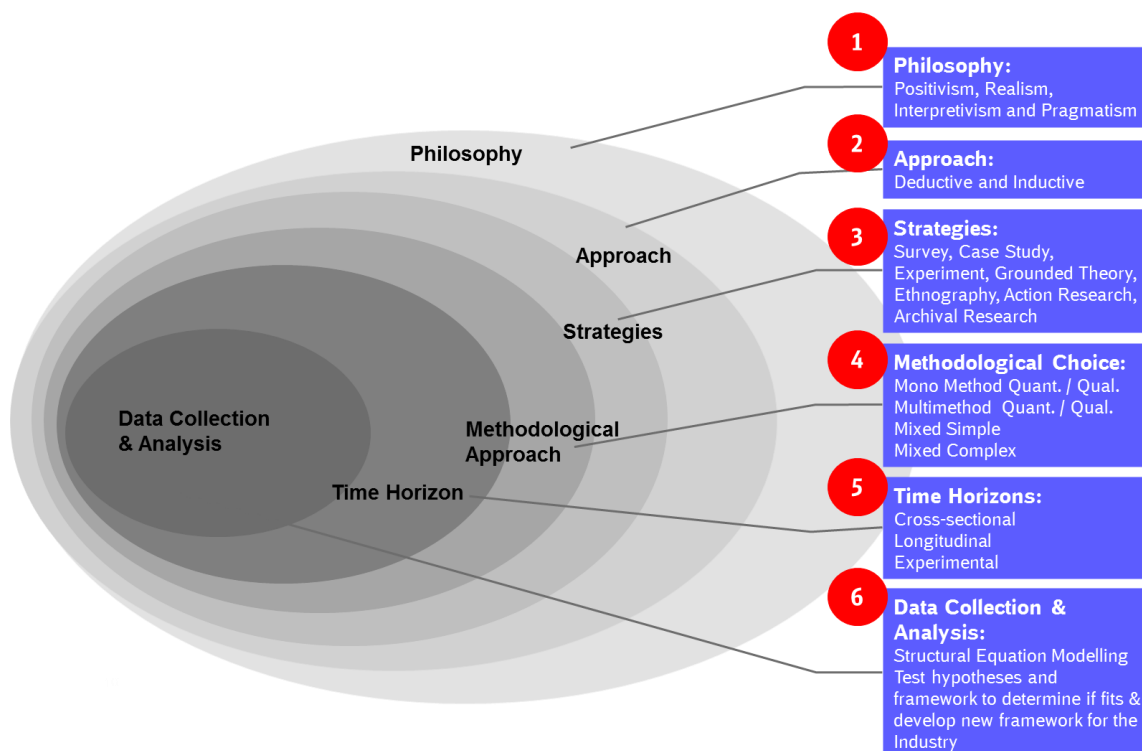 1
Philosophy:
Positivism, Realism,
Interpretivism and Pragmatism
2
Approach:
Deductive and Inductive
3
Strategies:
Survey, Case Study,
Experiment, Grounded Theory,
Ethnography, Action Research,
Archival Research
4
Methodological Choice:
Mono Method Quant. / Qual.
Multimethod Quant. / Qual.
Mixed Simple
Mixed Complex
5
Time Horizons:
Cross-sectional
Longitudinal
Experimental
6
Data Collection &
Analysis:
Structural Equation Modelling
Test hypotheses and
framework to determine if fits &
develop new framework for the
Industry
Philosophy
Approach
Strategies
Methodological
Approach
Time Horizon
Data Collection
& Analysis